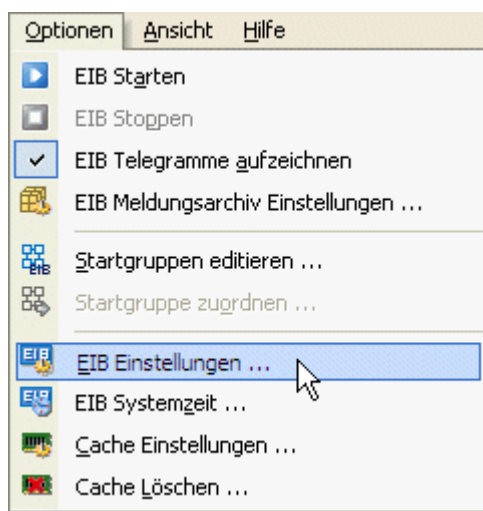 Optionen Ansicht Hilfe
EIB Starten
EIB Stoppen
EIB Telegramme aufzeichnen
EIB Meldungsarchiv Einstellungen ...
Startgruppen editieren ...
Startgruppe zuordnen ...
EIB Einstellungen ...
EIB Systemzeit ...
Cache Einstellungen ...
Cache Löschen ...